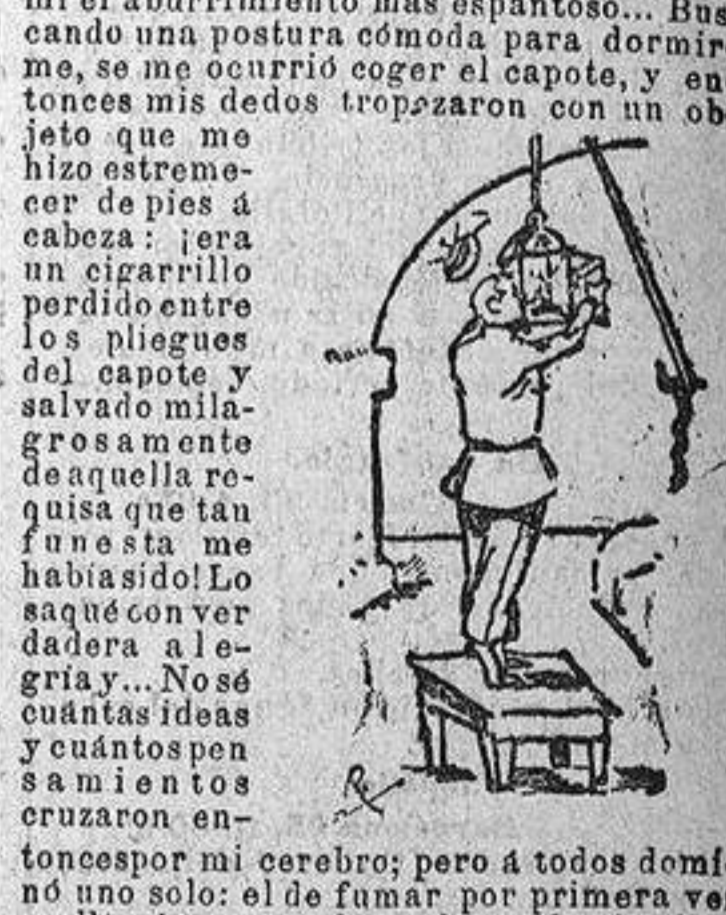 mi el aburrimiento más espantoso... Bus
cando una postura cómoda para dormir
me, se me ocurrió coger el capote, y en
tonces mis dedos tropezaron con un ob
jeto que me
hizo estreme-
cer de pies á
cabeza: ¡era
un cigarrillo
perdido entre
los pliegues
del capote y
salvado mila-
grosamente
de aquella re-
quisa que tan
funesta me
había sido! Lo
saqué con ver
dadera ale-
gría y... No sé
cuántas ideas
y cuántos pen
samientos
cruzaron en-
tonces por mi cerebro; pero á todos domi
nó uno solo: el de fumar por primera ve